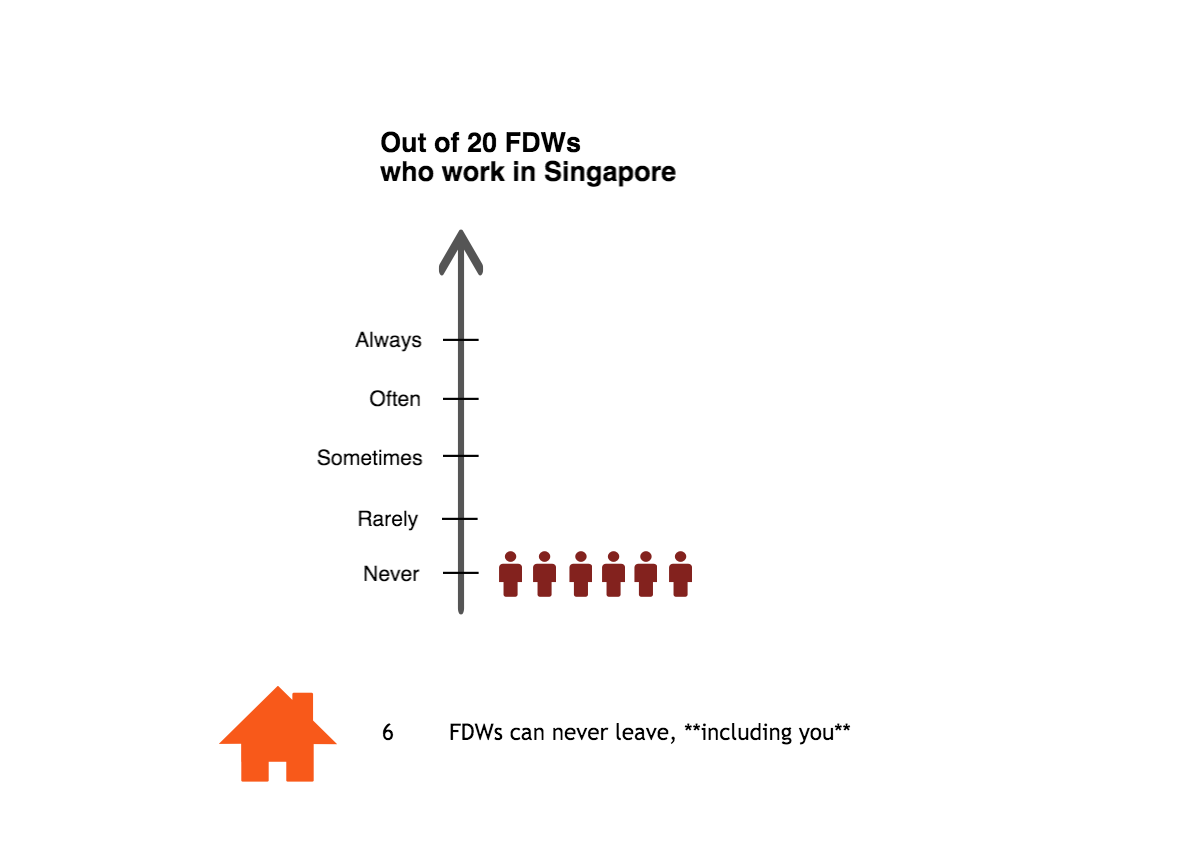 Out of 20 FDWs
who work in Singapore
Always
Often
Sometimes
Rarely
Never
6 FDWs can never leave, **including you**